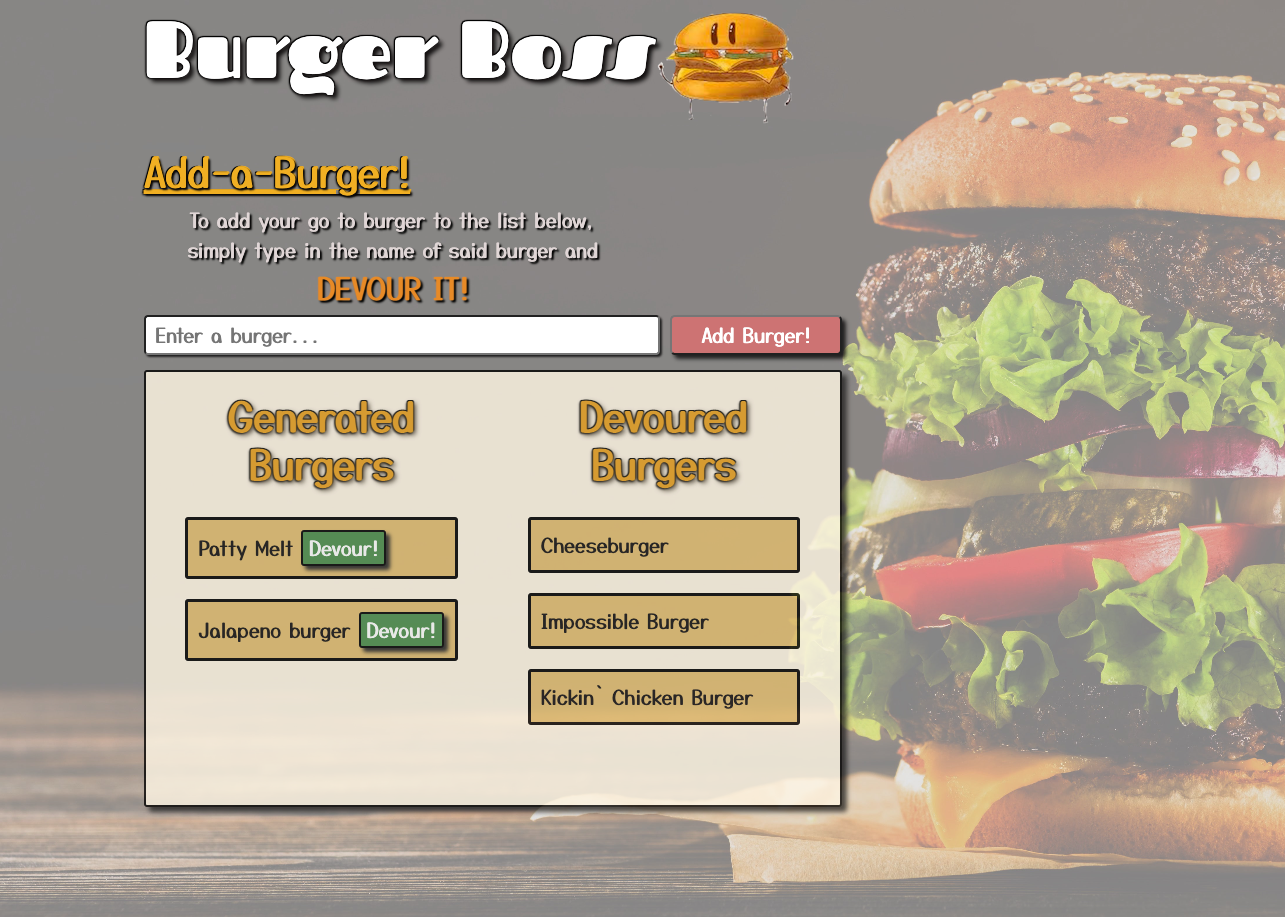 Burger Boss
Add-a-Burger!
To add your go to burger to the list below,
simply type in the name of said burger and
DEVOUR IT!
Enter a burger...
Add Burger!
Generated
Burgers
Patty Melt
Devour!
Jalapeno burger
Devour!
Devoured
Burgers
Cheeseburger
Impossible Burger
Kickin` Chicken Burger